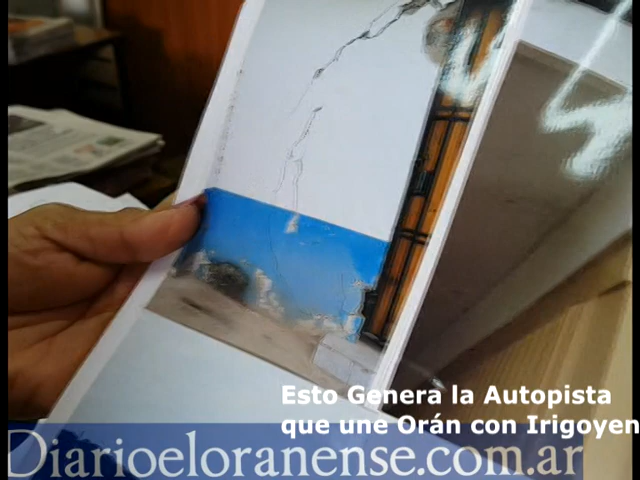 Esto Genera la Autopista
que une Orán con Irigoyen
Diarioeloranense.com.ar